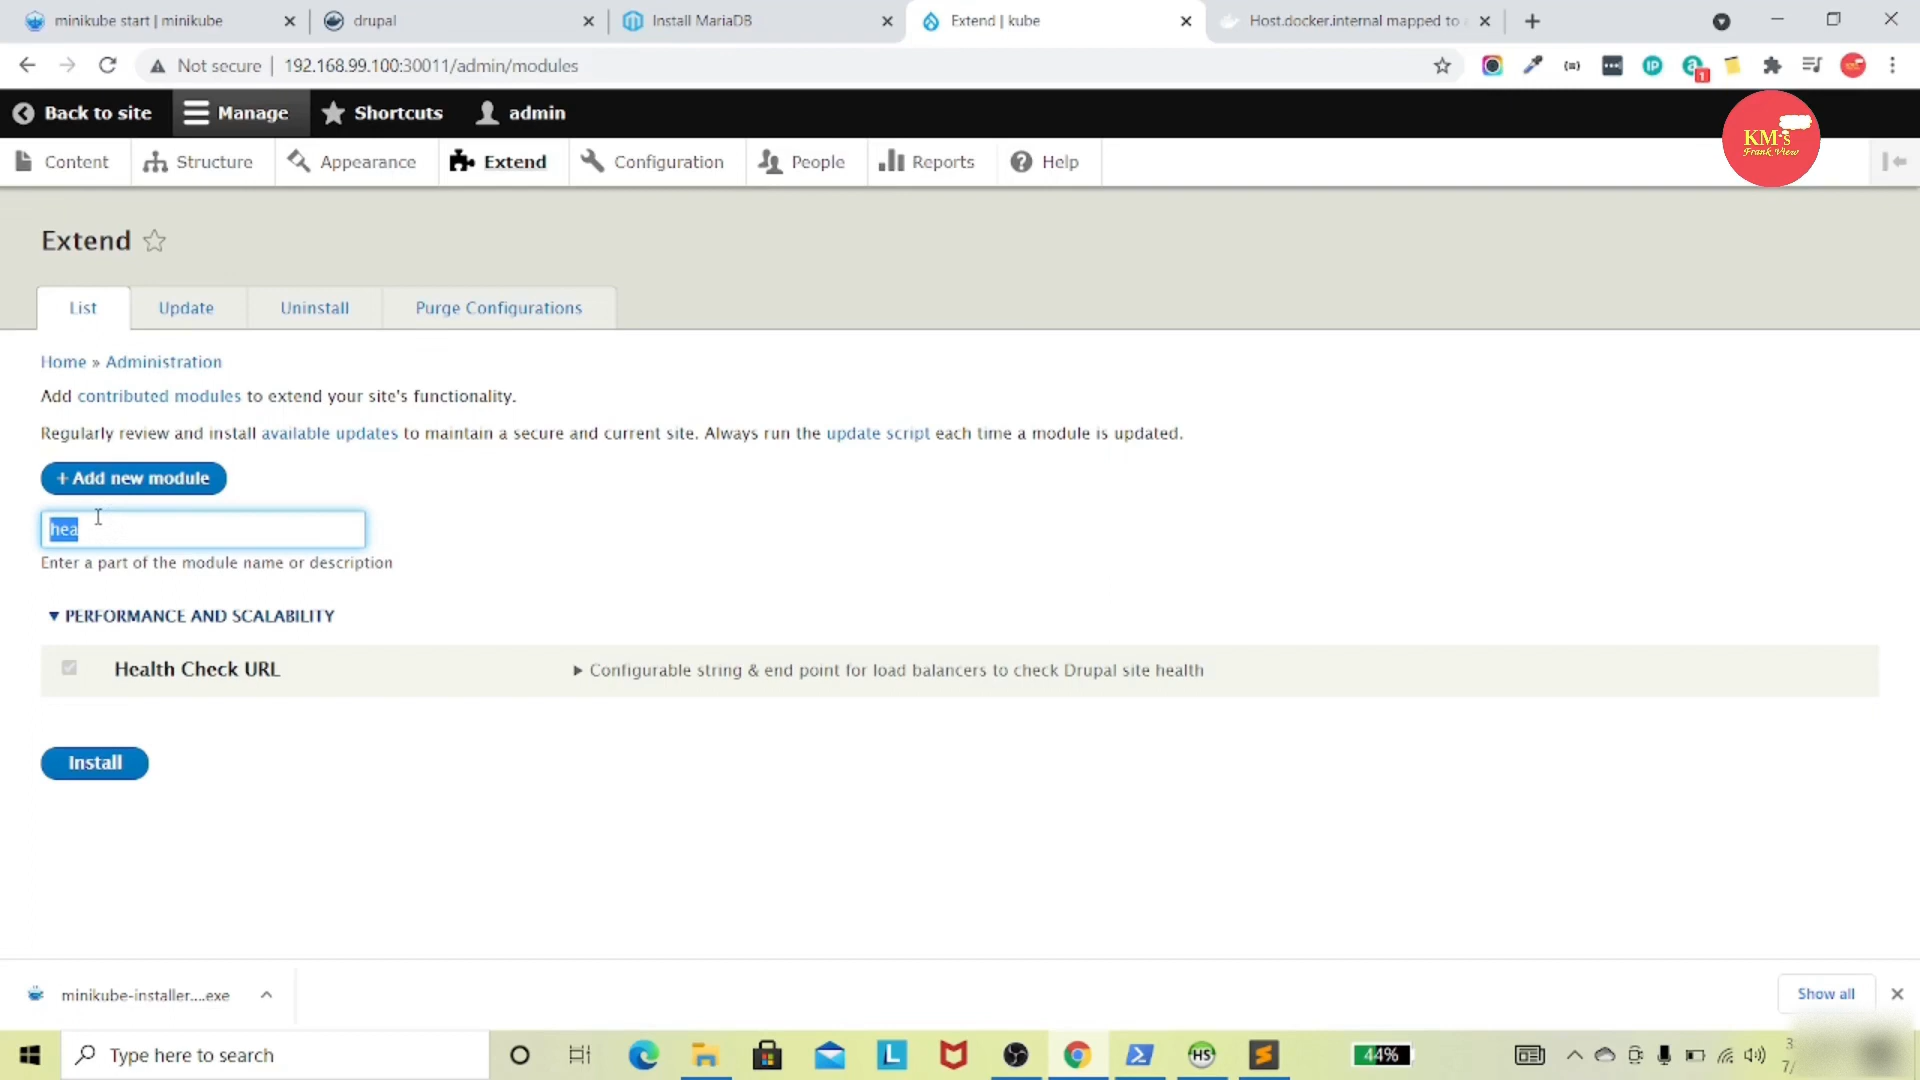 minikube start | minikube
drupal
Install MariaDB
Extend | kube
Host.docker.internal mapped to
Not secure | 192.168.99.100:30011/admin/modules
Back to site
Manage
Shortcuts
admin
KM's
Frank View
Content
Structure
Appearance
Extend
Configuration
People
Reports
Help
Extend
List
Update
Uninstall
Purge Configurations
Home » Administration
Add contributed modules to extend your site's functionality.
Regularly review and install available updates to maintain a secure and current site. Always run the update script each time a module is updated.
+ Add new module
hea
Enter a part of the module name or description
PERFORMANCE AND SCALABILITY
Health Check URL
Configurable string & end point for load balancers to check Drupal site health
Install
minikube-installer....exe
Show all
Type here to search
L
HS
44%